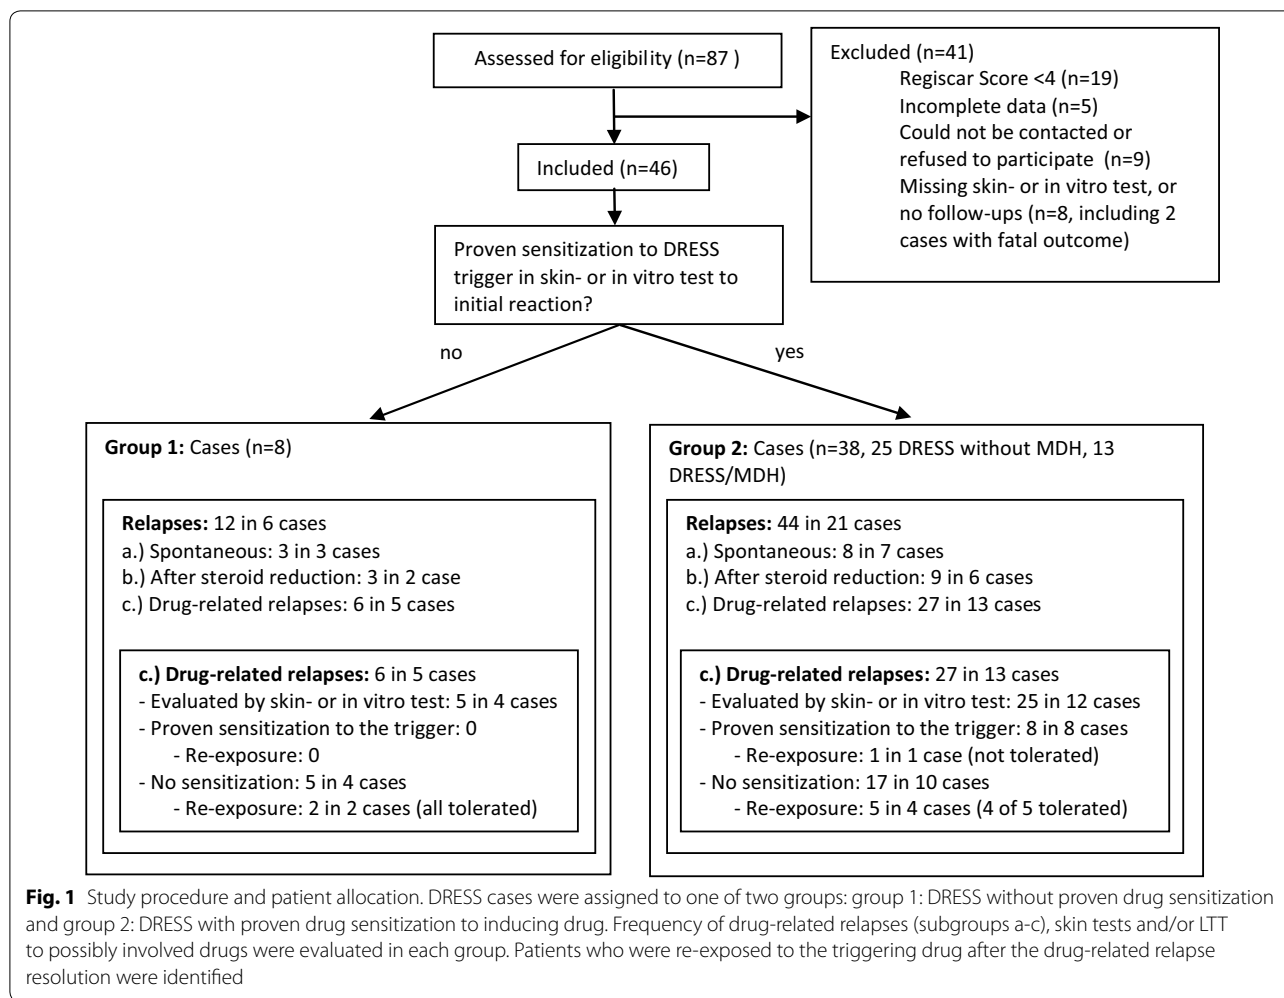 Assessed for eligibility (n=87 )
Excluded (n=41)
Regiscar Score <4 (n=19)
Incomplete data (n=5)
Could not be contacted or
refused to participate (n=9)
Missing skin- or in vitro test, or
no follow-ups (n=8, including 2
cases with fatal outcome)
Included (n=46)
Proven sensitization to DRESS
trigger in skin- or in vitro test to
initial reaction?
no
yes
Group 1: Cases (n=8)
Relapses: 12 in 6 cases
a.) Spontaneous: 3 in 3 cases
b.) After steroid reduction: 3 in 2 case
c.) Drug-related relapses: 6 in 5 cases
c.) Drug-related relapses: 6 in 5 cases
- Evaluated by skin- or in vitro test: 5 in 4 cases
- Proven sensitization to the trigger: 0
- Re-exposure: 0
- No sensitization: 5 in 4 cases
- Re-exposure: 2 in 2 cases (all tolerated)
Group 2: Cases (n=38, 25 DRESS without MDH, 13
DRESS/MDH)
Relapses: 44 in 21 cases
a.) Spontaneous: 8 in 7 cases
b.) After steroid reduction: 9 in 6 cases
c.) Drug-related relapses: 27 in 13 cases
c.) Drug-related relapses: 27 in 13 cases
- Evaluated by skin- or in vitro test: 25 in 12 cases
- Proven sensitization to the trigger: 8 in 8 cases
- Re-exposure: 1 in 1 case (not tolerated)
- No sensitization: 17 in 10 cases
- Re-exposure: 5 in 4 cases (4 of 5 tolerated)
Fig. 1 Study procedure and patient allocation. DRESS cases were assigned to one of two groups: group 1: DRESS without proven drug sensitization
and group 2: DRESS with proven drug sensitization to inducing drug. Frequency of drug-related relapses (subgroups a-c), skin tests and/or LTT
to possibly involved drugs were evaluated in each group. Patients who were re-exposed to the triggering drug after the drug-related relapse
resolution were identified